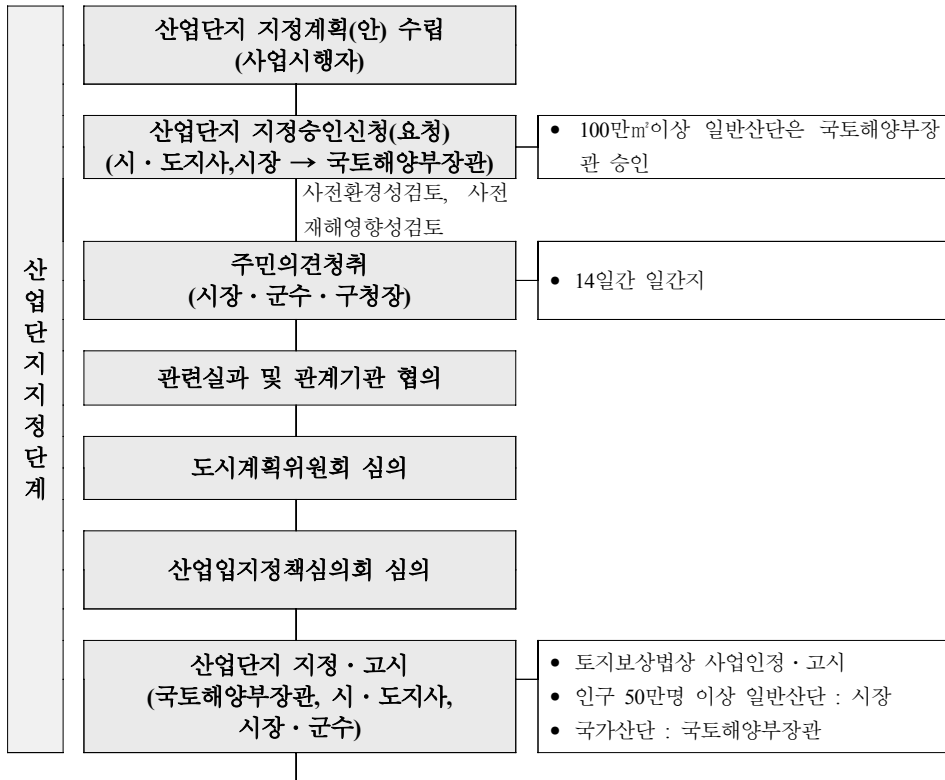 산업단지지정단계
산업단지 지정계획(안) 수립
(사업시행자)
산업단지 지정승인신청(요청)
(시・도지사,시장 → 국토해양부장관)
• 100만㎡이상 일반산단은 국토해양부장
관 승인
사전환경성검토, 사전
재해영향성검토
주민의견청취
(시장・군수・구청장)
• 14일간 일간지
관련실과 및 관계기관 협의
도시계획위원회 심의
산업입지정책심의회 심의
산업단지 지정・고시
(국토해양부장관, 시・도지사,
시장・군수)
• 토지보상법상 사업인정・고시
• 인구 50만명 이상 일반산단 : 시장
• 국가산단 : 국토해양부장관